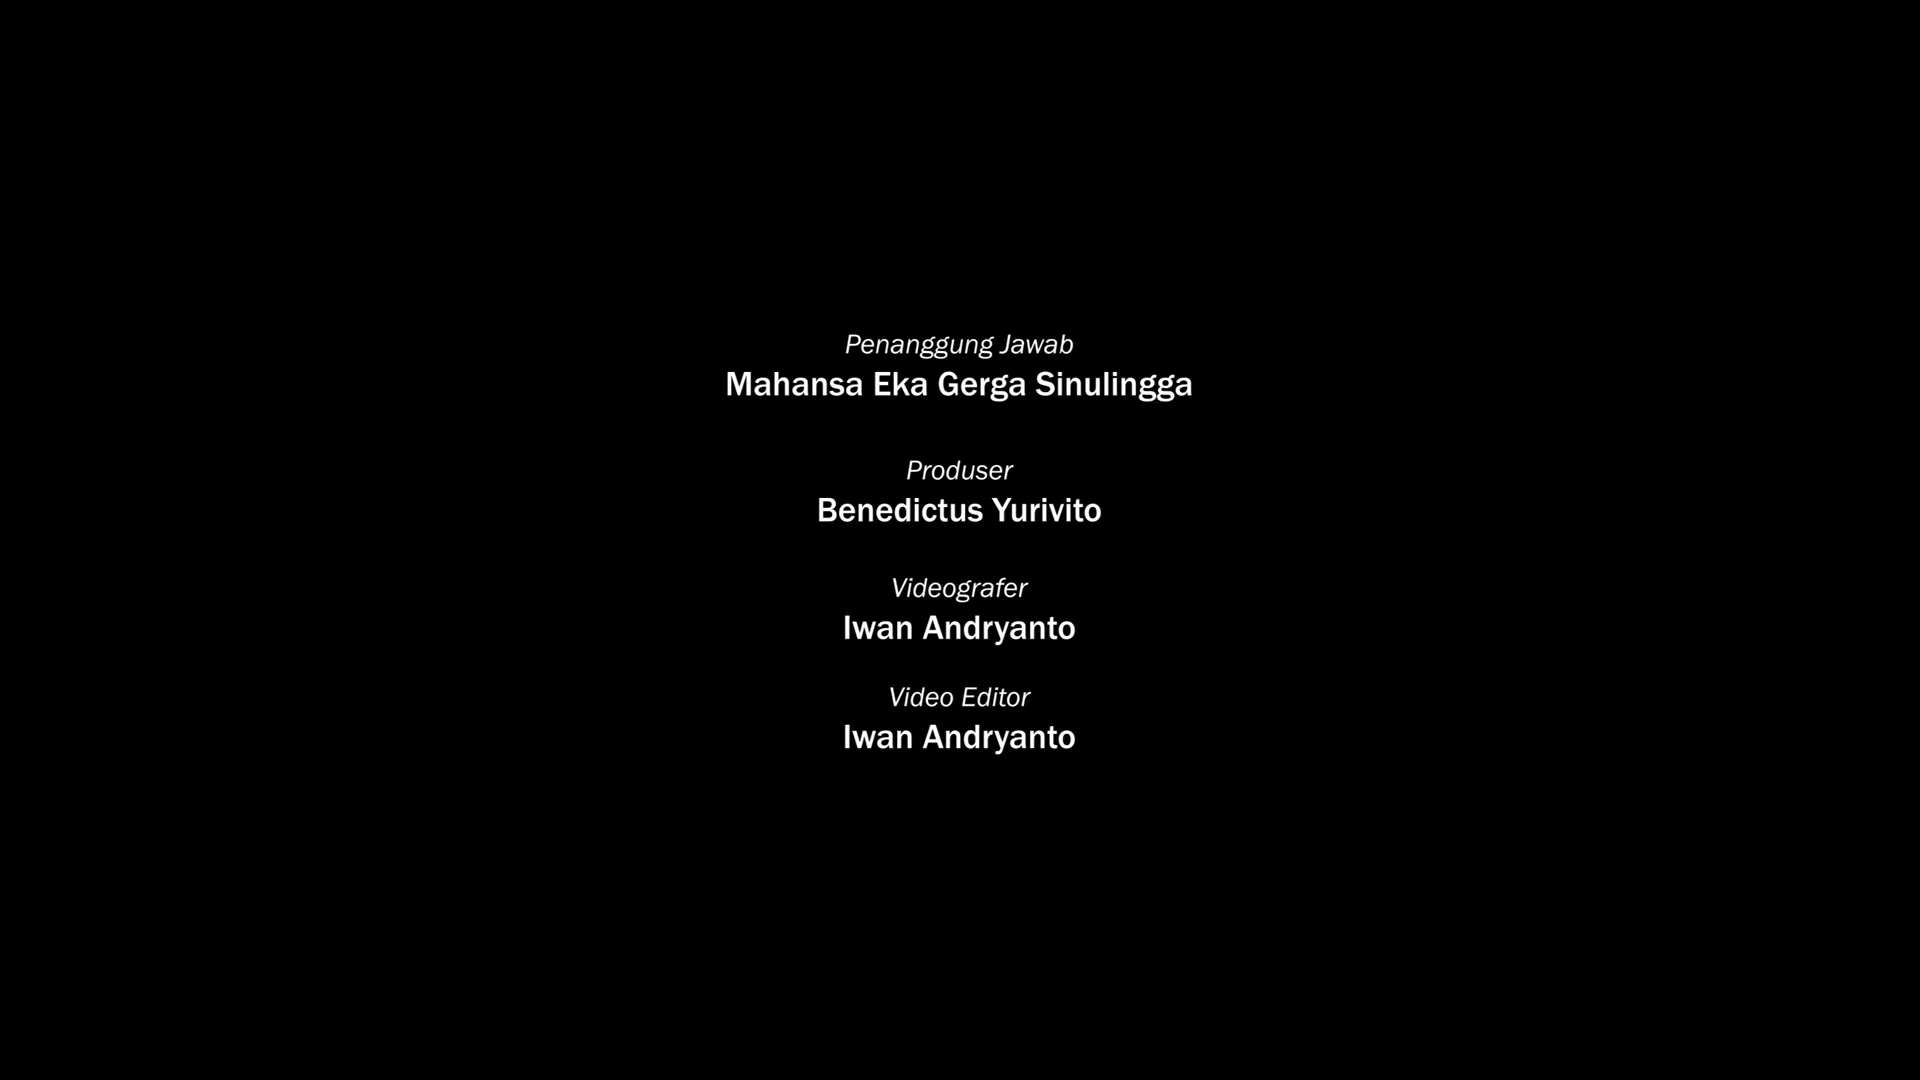 Penanggung Jawab
Mahansa Eka Gerga Sinulingga
Produser
Benedictus Yurivito
Videografer
Iwan Andryanto
Video Editor
Iwan Andryanto